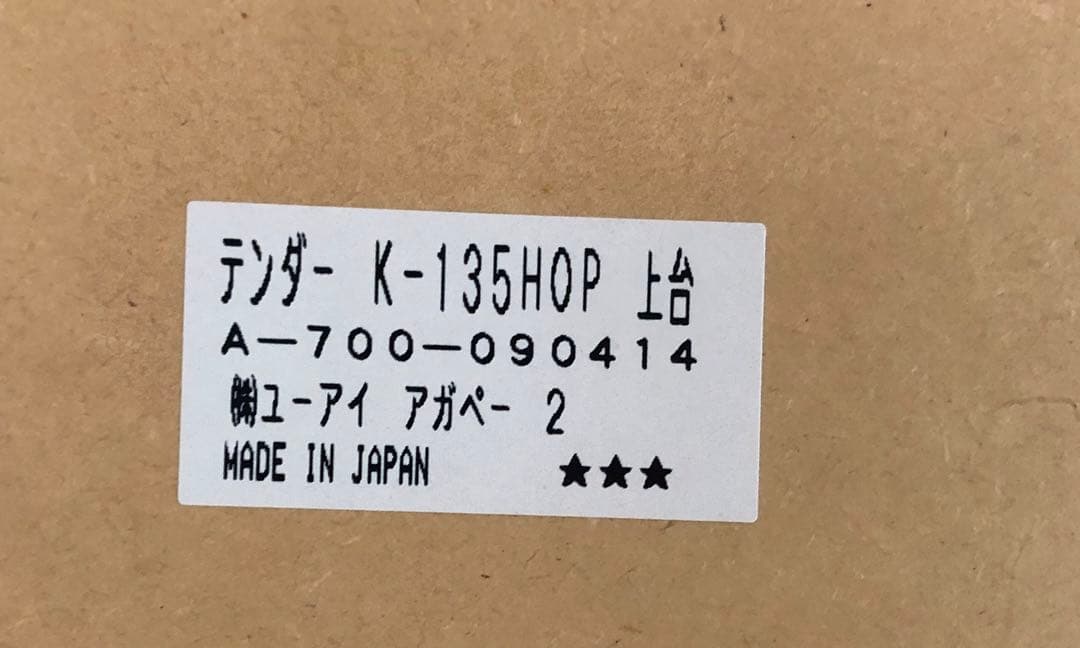 テンダー K-135HOP 上台
A－700－090414
㈱ユーアイ アガペー 2
MADE IN JAPAN ★★★